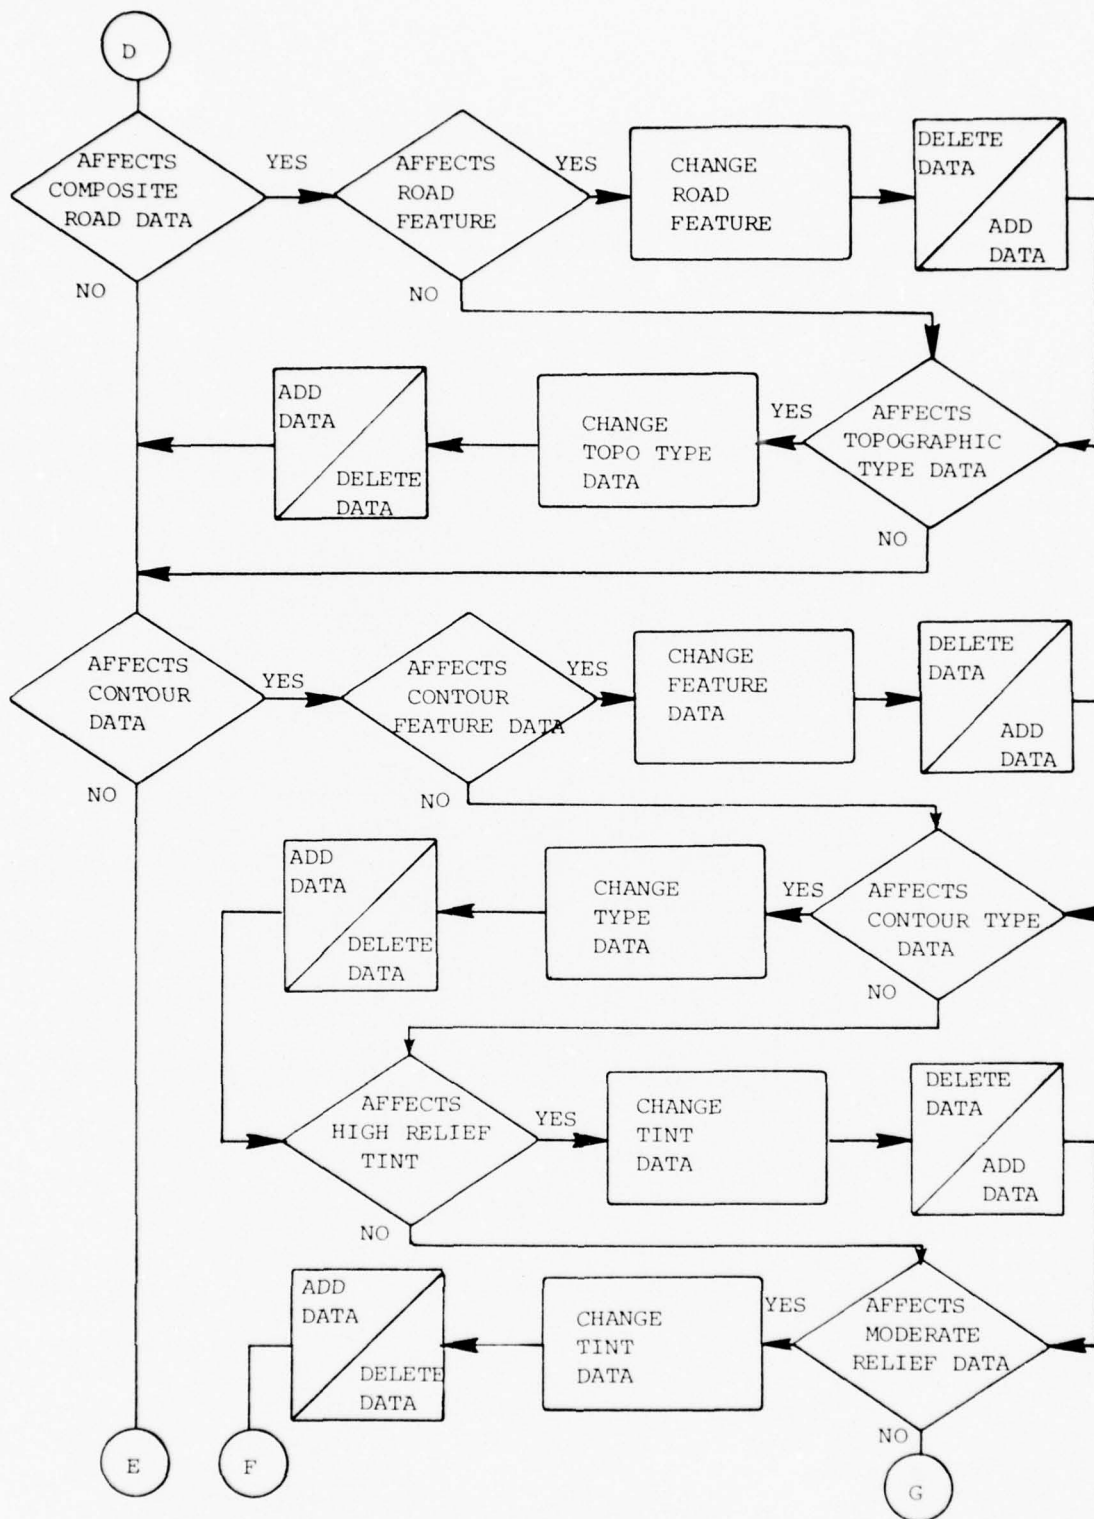 D
AFFECTS
COMPOSITE
ROAD DATA
YES
NO
AFFECTS
ROAD
FEATURE
YES
NO
CHANGE
ROAD
FEATURE
DELETE
DATA
ADD
DATA
AFFECTS
TOPOGRAPHIC
TYPE DATA
YES
NO
CHANGE
TOPO TYPE
DATA
ADD
DATA
DELETE
DATA
AFFECTS
CONTOUR
DATA
YES
NO
AFFECTS
CONTOUR
FEATURE DATA
YES
NO
CHANGE
FEATURE
DATA
DELETE
DATA
ADD
DATA
AFFECTS
CONTOUR TYPE
DATA
YES
NO
CHANGE
TYPE
DATA
ADD
DATA
DELETE
DATA
AFFECTS
HIGH RELIEF
TINT
YES
NO
CHANGE
TINT
DATA
DELETE
DATA
ADD
DATA
AFFECTS
MODERATE
RELIEF DATA
YES
NO
CHANGE
TINT
DATA
ADD
DATA
DELETE
DATA
E
F
G